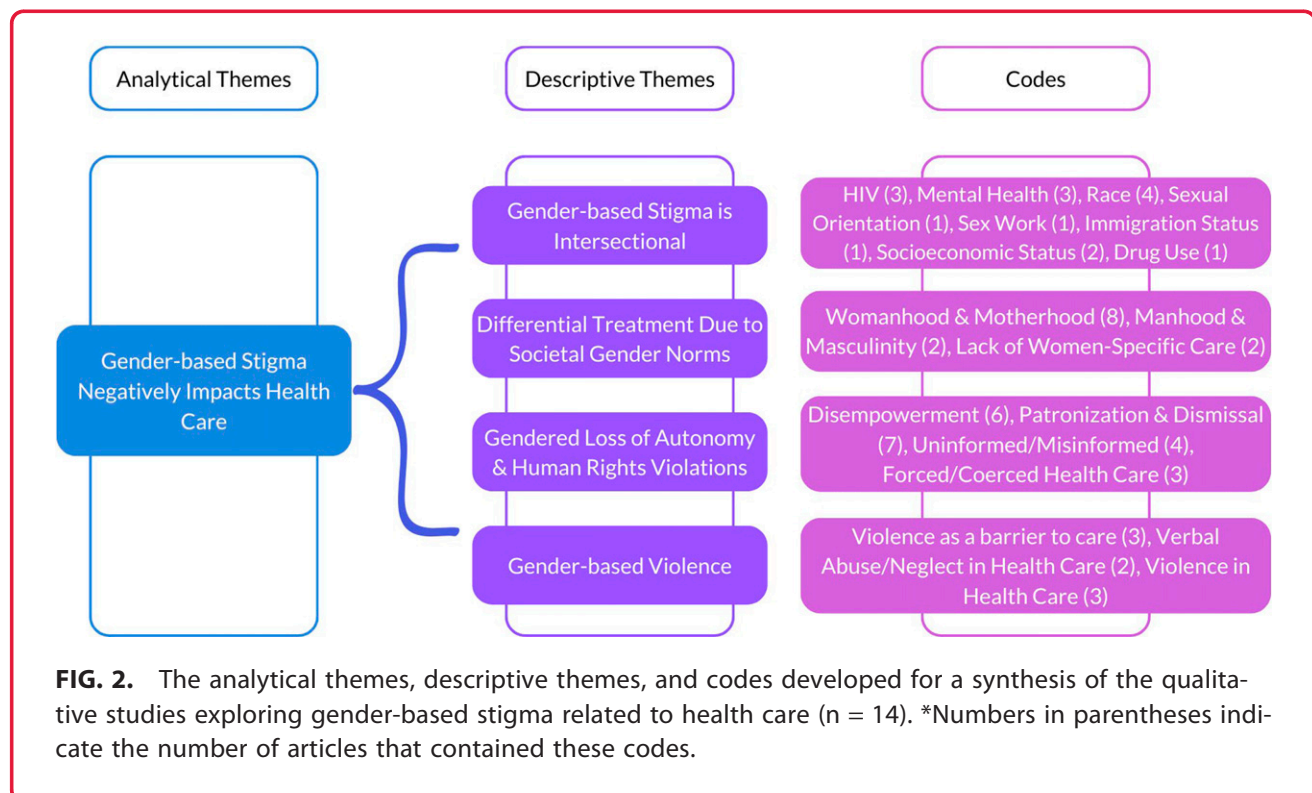 Analytical Themes
Descriptive Themes
Codes
Gender-based Stigma
Negatively Impacts Health
Care
Gender-based Stigma is
Intersectional
Differential Treatment Due to
Societal Gender Norms
Gendered Loss of Autonomy
& Human Rights Violations
Gender-based Violence
HIV (3), Mental Health (3), Race (4), Sexual
Orientation (1), Sex Work (1), Immigration Status
(1), Socioeconomic Status (2), Drug Use (1)
Womanhood & Motherhood (8), Manhood &
Masculinity (2), Lack of Women-Specific Care (2)
Disempowerment (6), Patronization & Dismissal
(7), Uninformed/Misinformed (4),
Forced/Coerced Health Care (3)
Violence as a barrier to care (3), Verbal
Abuse/Neglect in Health Care (2), Violence in
Health Care (3)
FIG. 2. The analytical themes, descriptive themes, and codes developed for a synthesis of the qualita-
tive studies exploring gender-based stigma related to health care (n = 14). *Numbers in parentheses indi-
cate the number of articles that contained these codes.